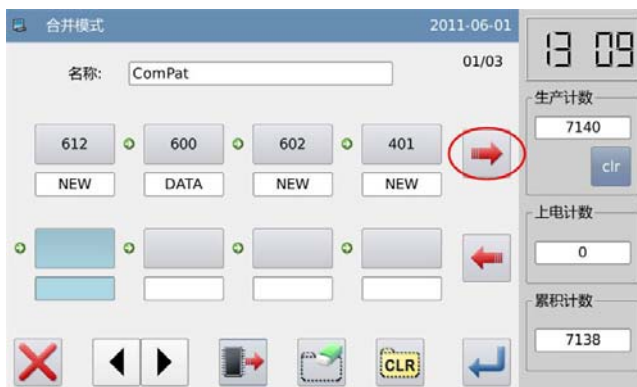 合并模式 2011-06-01
13 09
名称: ComPat 01/03
生产计数
7140
clr
612 600 602 401
NEW DATA NEW NEW
上电计数
0
累积计数
7138
CLR